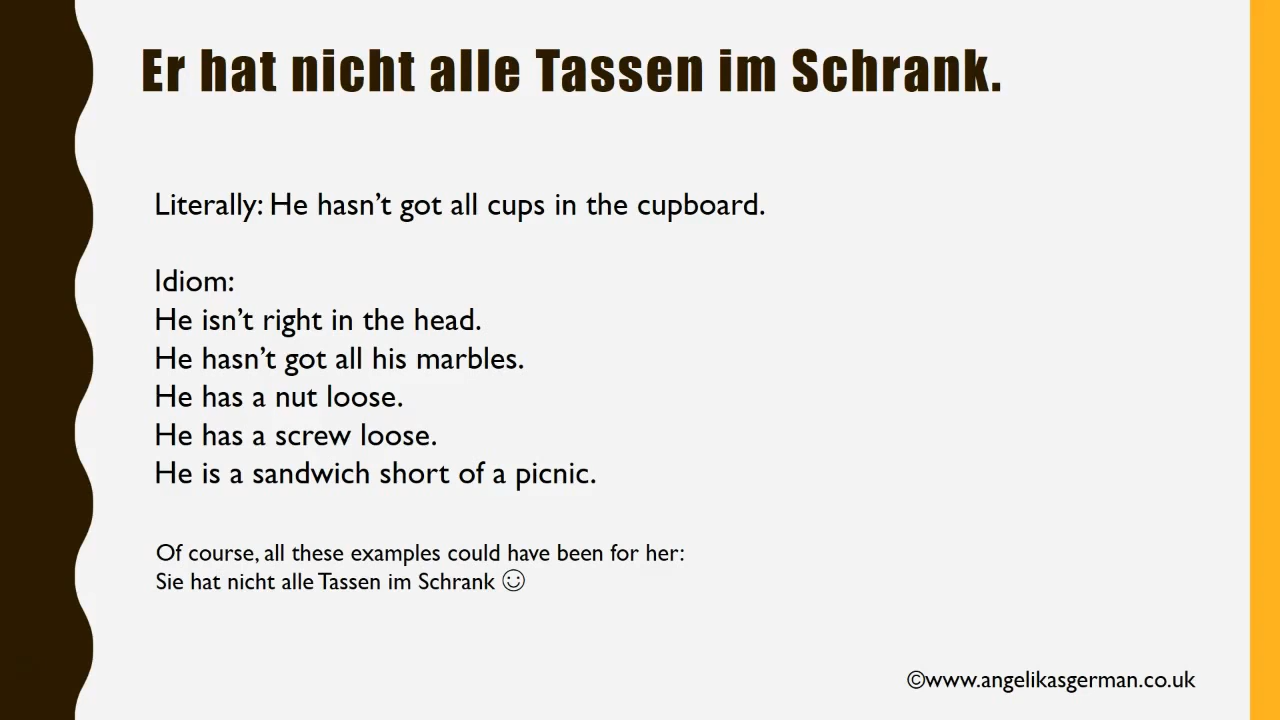 Er hat nicht alle Tassen im Schrank.
Literally: He hasn’t got all cups in the cupboard.
Idiom:
He isn’t right in the head.
He hasn’t got all his marbles.
He has a nut loose.
He has a screw loose.
He is a sandwich short of a picnic.
Of course, all these examples could have been for her:
Sie hat nicht alle Tassen im Schrank ☺
©www.angelikasgerman.co.uk